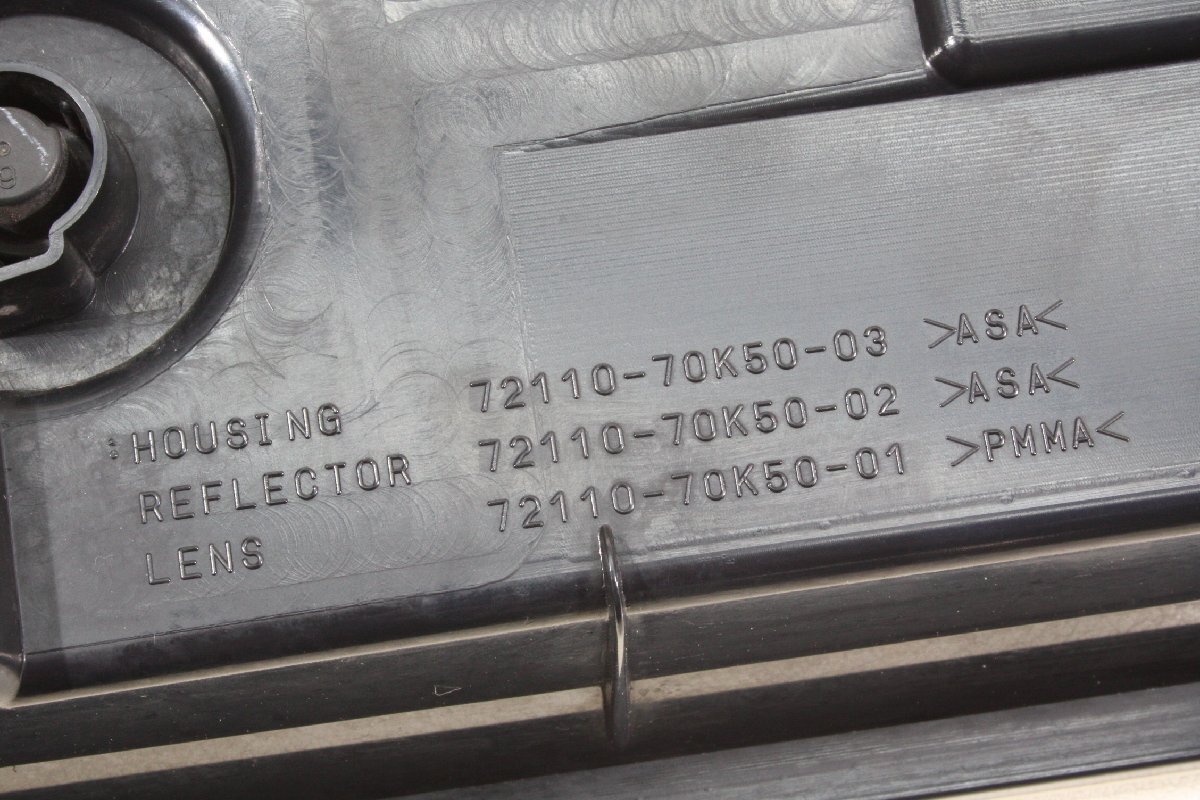 :HOUSING 72110-70K50-03 >ASA<
REFLECTOR 72110-70K50-02 >ASA<
LENS 72110-70K50-01 >PMMA<